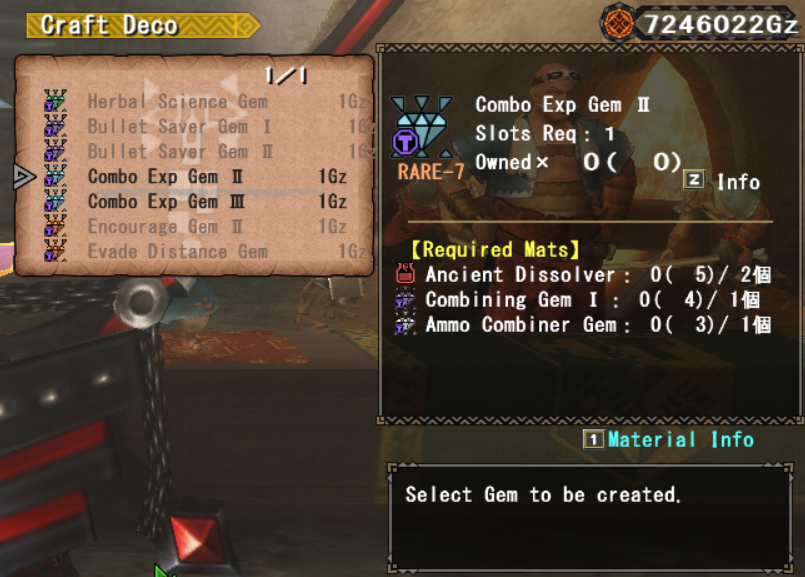 Craft Deco
7246022Gz
1/1
Herbal Science Gem 1Gz
Bullet Saver Gem Ⅰ 1Gz
Bullet Saver Gem Ⅱ 1Gz
Combo Exp Gem Ⅱ 1Gz
Combo Exp Gem Ⅲ 1Gz
Encourage Gem Ⅱ 1Gz
Evade Distance Gem 1Gz
T
RARE-7
Combo Exp Gem Ⅱ
Slots Req: 1
Owned× 0( 0)
Z Info
【Required Mats】
Ancient Dissolver: 0( 5)/ 2個
Combining Gem Ⅰ : 0( 4)/ 1個
Ammo Combiner Gem: 0( 3)/ 1個
1 Material Info
Select Gem to be created.